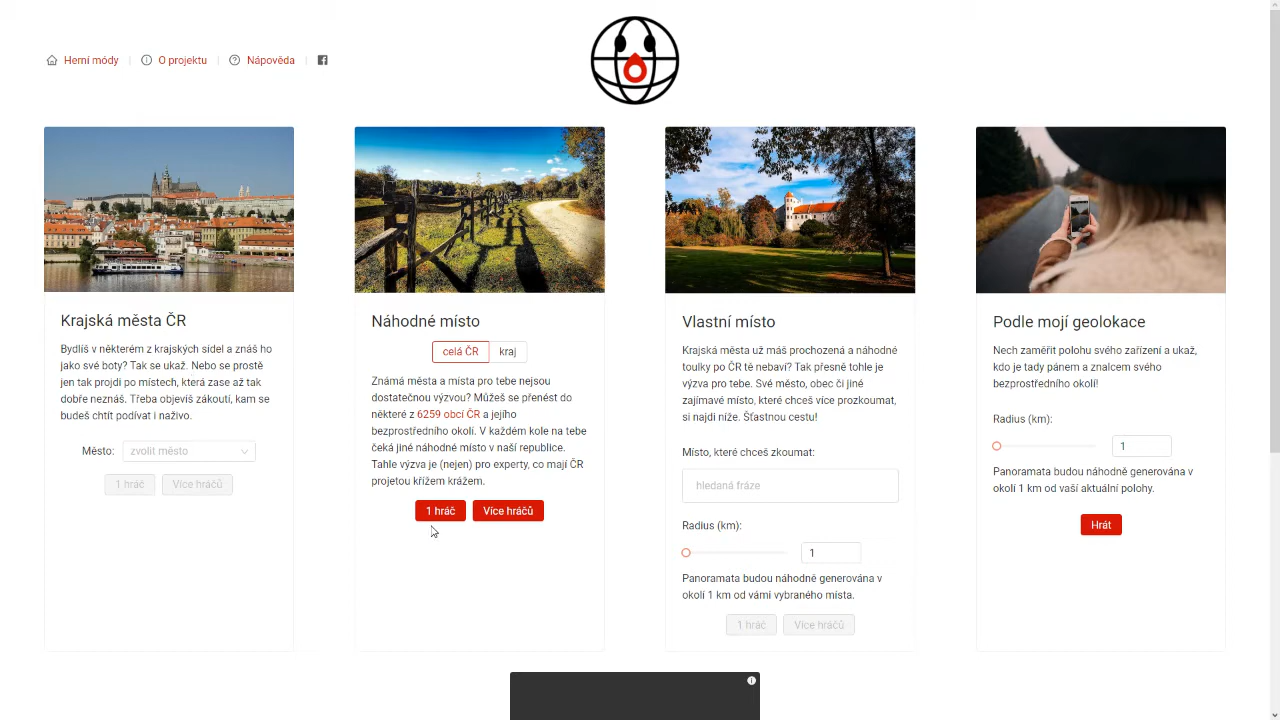 Herní módy
O projektu
Nápověda
Krajská města ČR
Bydlíš v některém z krajských sídel a znáš ho
jako své boty? Tak se ukaž. Nebo se prostě
jen tak projdi po místech, která zase až tak
dobře neznáš. Třeba objevíš zákoutí, kam se
budeš chtít podívat i naživo.
Město: zvolit město
1 hráč Více hráčů
Náhodné místo
celá ČR kraj
Známá města a místa pro tebe nejsou
dostatečnou výzvou? Můžeš se přenést do
některé z 6259 obcí ČR a jejího
bezprostředního okolí. V každém kole na tebe
čeká jiné náhodné místo v naší republice.
Tahle výzva je (nejen) pro experty, co mají ČR
projetou křížem krážem.
1 hráč Více hráčů
Vlastní místo
Krajská města už máš prochozená a náhodné
toulky po ČR tě nebaví? Tak přesně tohle je
výzva pro tebe. Své město, obec či jiné
zajímavé místo, které chceš více prozkoumat,
si najdi níže. Šťastnou cestu!
Místo, které chceš zkoumat:
hledaná fráze
Radius (km):
1
Panoramata budou náhodně generována v
okolí 1 km od vámi vybraného místa.
1 hráč Více hráčů
Podle mojí geolokace
Nech zaměřit polohu svého zařízení a ukaž,
kdo je tady pánem a znalcem svého
bezprostředního okolí!
Radius (km):
1
Panoramata budou náhodně generována v
okolí 1 km od vaší aktuální polohy.
Hrát